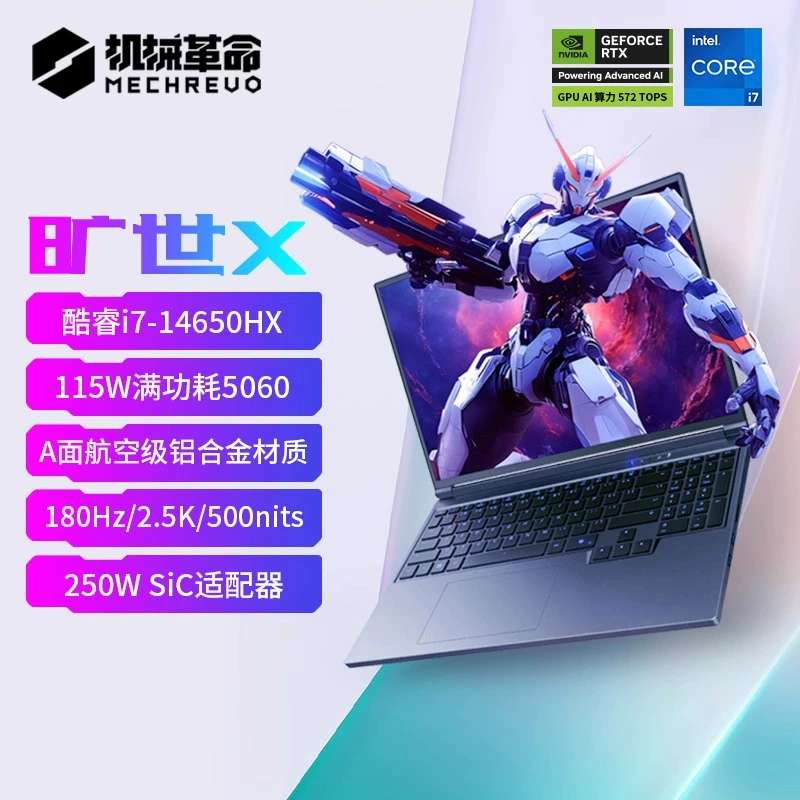 机械革命
MECHREVO
NVIDIA
GEFORCE
RTX
Powering Advanced AI
GPU AI 算力 572 TOPS
intel
CORE
i7
旷世X
酷睿i7-14650HX
115W满功耗5060
A面航空级铝合金材质
180Hz/2.5K/500nits
250W SiC适配器